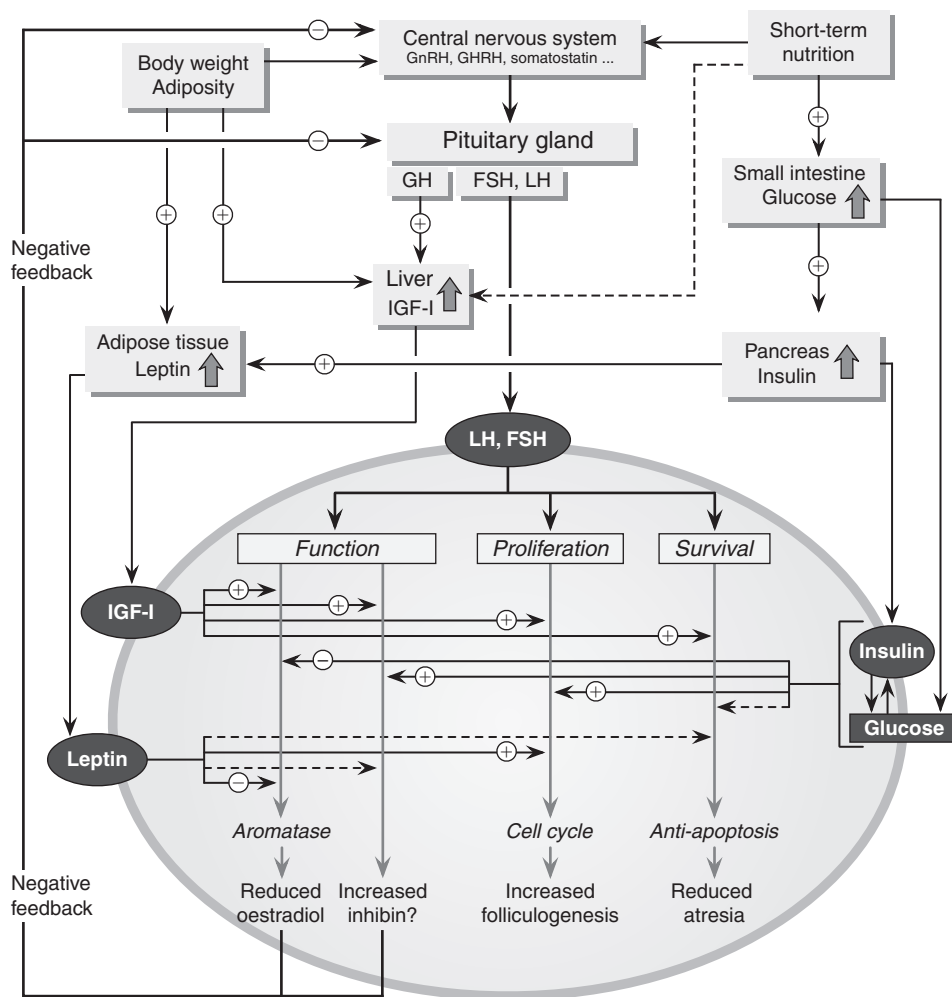 Central nervous system
GnRH, GHRH, somatostatin ...
Short-term
nutrition
Body weight
Adiposity
Pituitary gland
GH
FSH, LH
Small intestine
Glucose
Negative
feedback
Liver
IGF-I
Adipose tissue
Leptin
Pancreas
Insulin
LH, FSH
Function
Proliferation
Survival
IGF-I
Insulin
Glucose
Leptin
Aromatase
Cell cycle
Anti-apoptosis
Negative
feedback
Reduced
oestradiol
Increased
inhibin?
Increased
folliculogenesis
Reduced
atresia